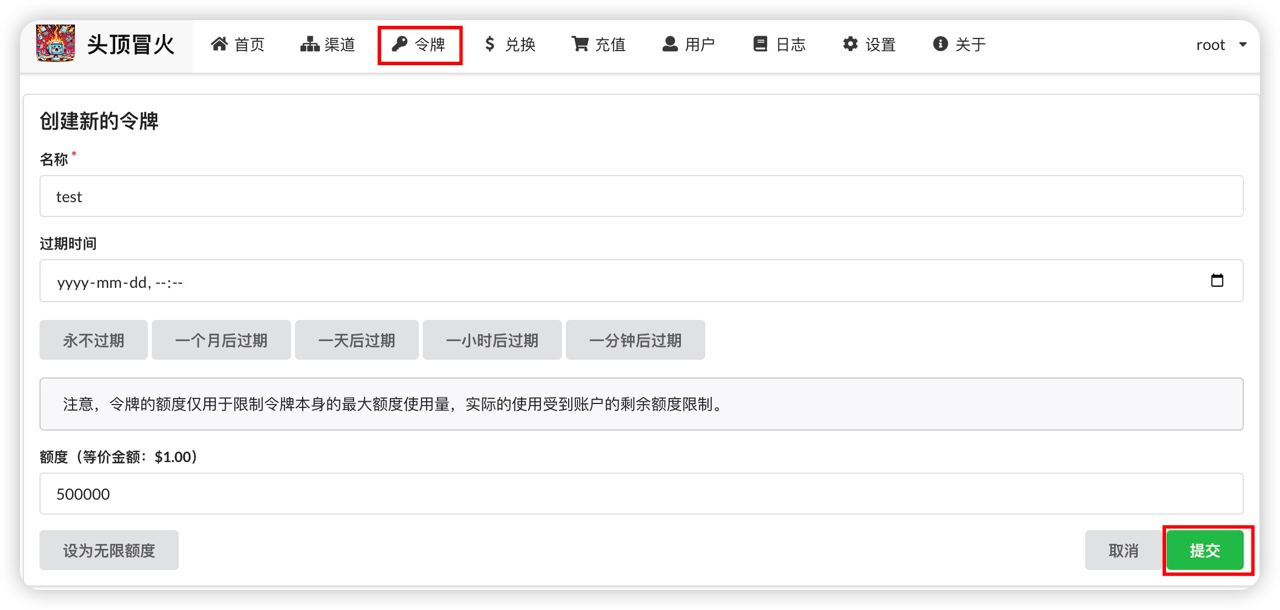 头顶冒火 首页 渠道 令牌 兑换 充值 用户 日志 设置 关于 root
创建新的令牌
名称*
test
过期时间
yyyy-mm-dd, --:--
永不过期 一个月后过期 一天后过期 一小时后过期 一分钟后过期
注意，令牌的额度仅用于限制令牌本身的最大额度使用量，实际的使用受到账户的剩余额度限制。
额度（等价金额：$1.00）
500000
设为无限额度 取消 提交